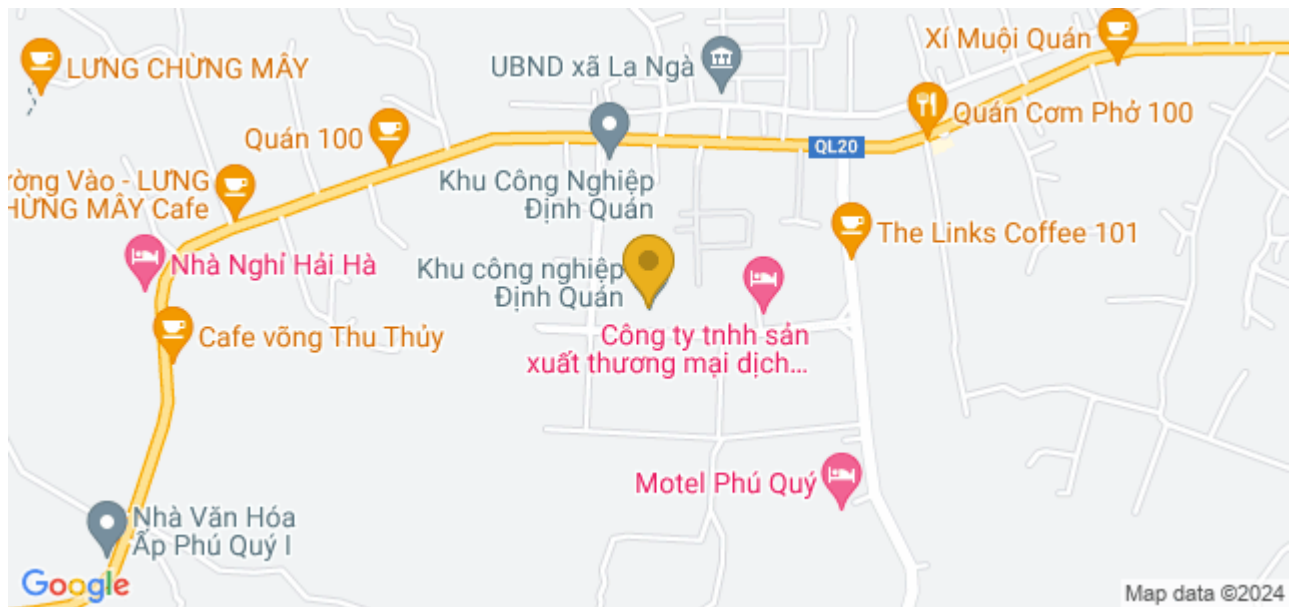 Xí Muội Quán
LƯNG CHỪNG MÂY
UBND xã La Ngà
Quán Cơm Phở 100
Quán 100
QL20
ường Vào - LƯNG
HỪNG MÂY Cafe
Khu Công Nghiệp
Định Quán
The Links Coffee 101
Nhà Nghỉ Hải Hà
Khu công nghiệp
Định Quán
Cafe võng Thu Thủy
Công ty tnhh sản
xuất thương mại dịch...
Motel Phú Quý
Nhà Văn Hóa
Ấp Phú Quý I
Google
Map data ©2024